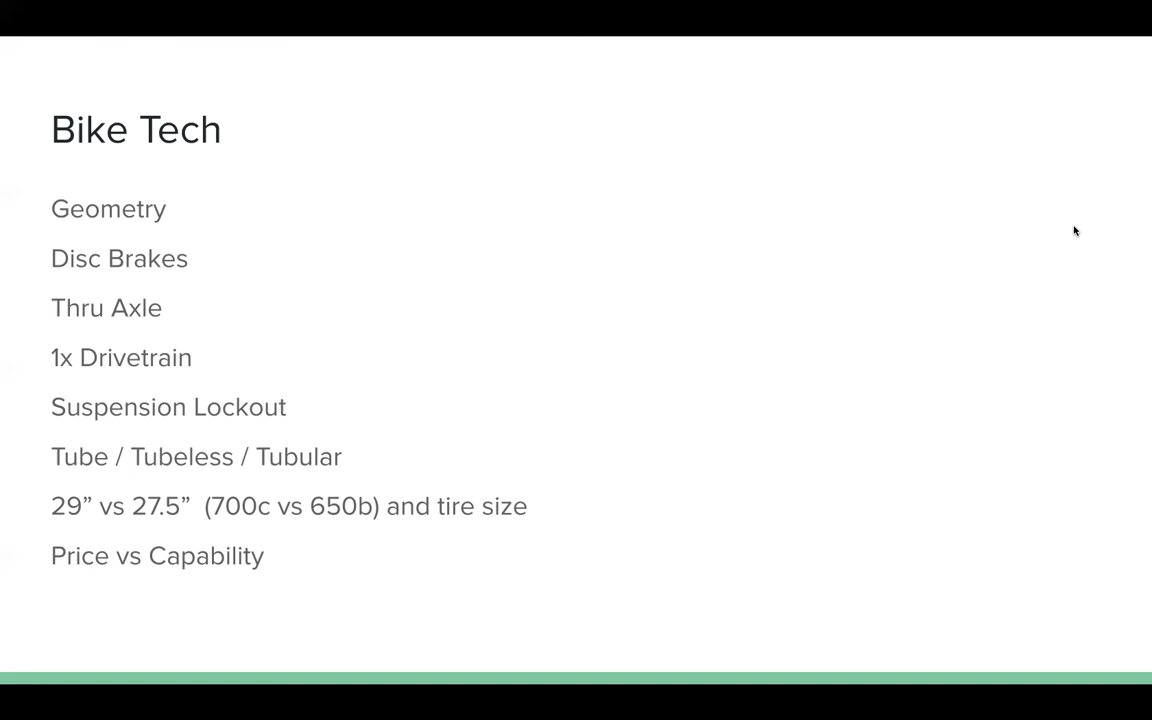 Bike Tech
Geometry
Disc Brakes
Thru Axle
1x Drivetrain
Suspension Lockout
Tube / Tubeless / Tubular
29” vs 27.5”  (700c vs 650b) and tire size
Price vs Capability